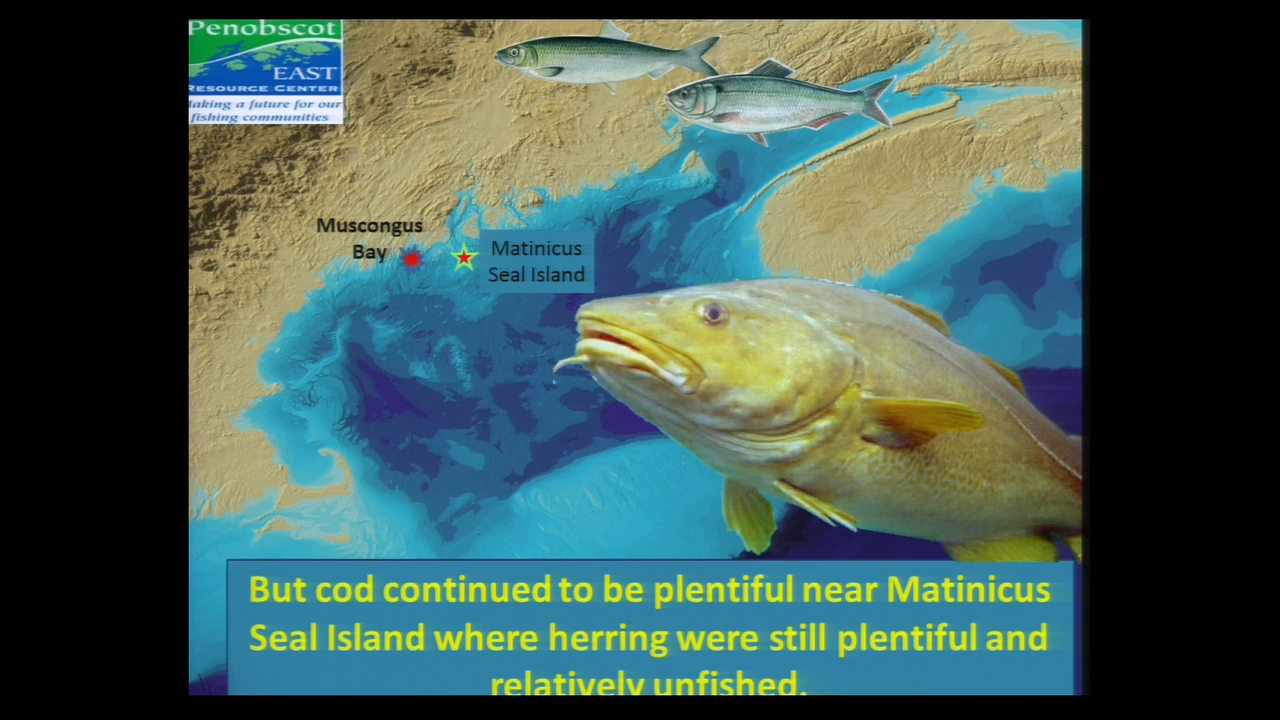 Penobscot
EAST
RESOURCE CENTER
Making a future for our
fishing communities
Muscongus
Bay
Matinicus
Seal Island
But cod continued to be plentiful near Matinicus
Seal Island where herring were still plentiful and
relatively unfished.